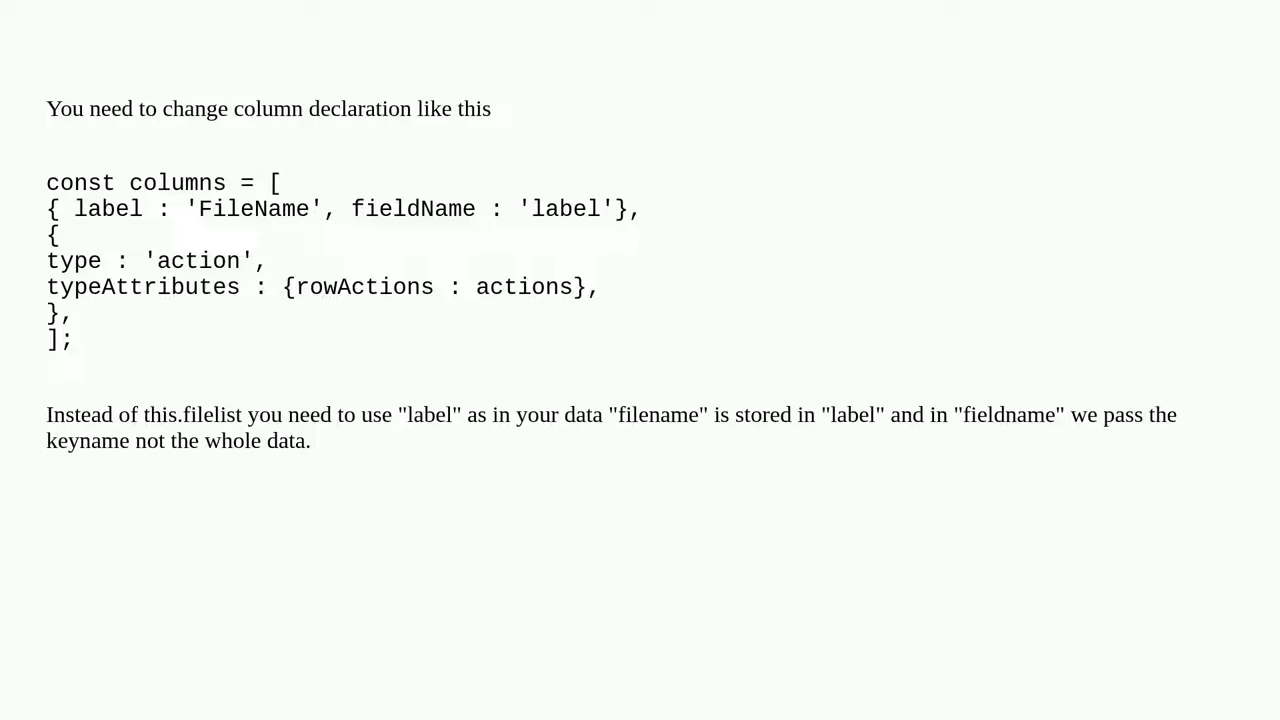 You need to change column declaration like this
const columns = [
{ label : 'FileName', fieldName : 'label'},
{
type : 'action',
typeAttributes : {rowActions : actions},
},
];
Instead of this.filelist you need to use "label" as in your data "filename" is stored in "label" and in "fieldname" we pass the
keyname not the whole data.